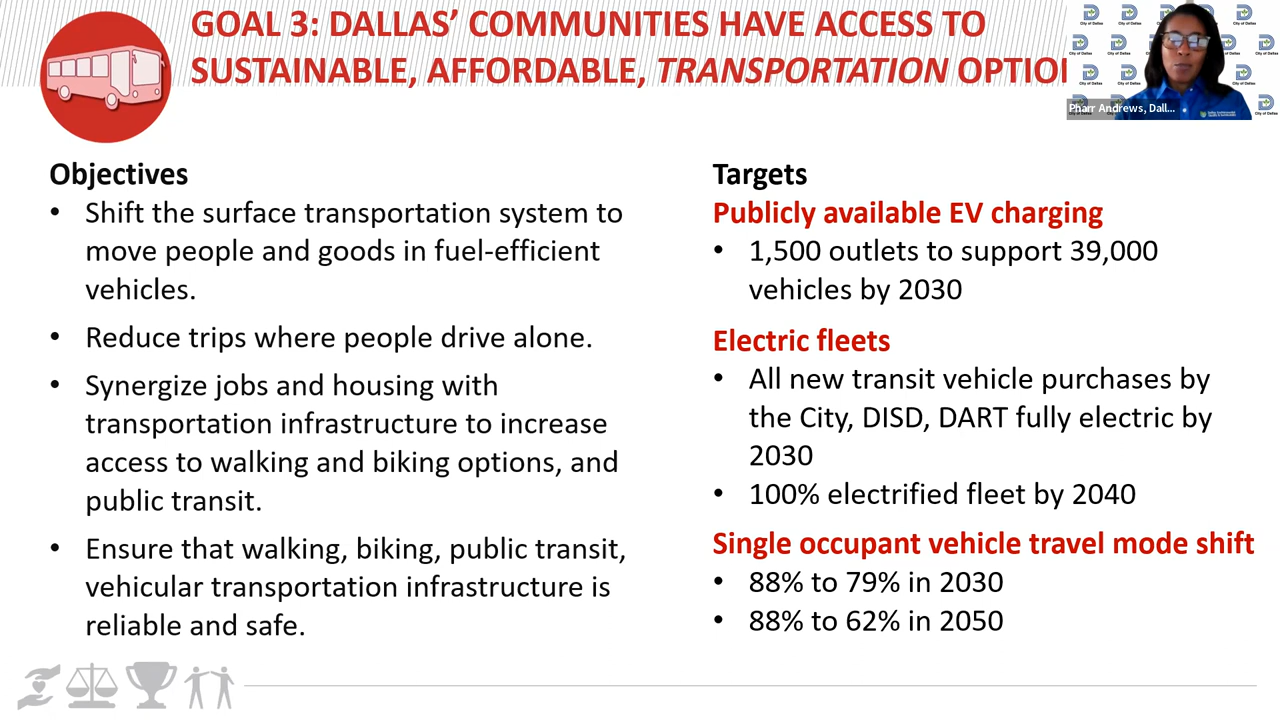 GOAL 3: DALLAS’ COMMUNITIES HAVE ACCESS TO
SUSTAINABLE, AFFORDABLE, TRANSPORTATION OPTIO
Pharr Andrews, Dall...
City of Dallas
Objectives
• Shift the surface transportation system to
move people and goods in fuel-efficient
vehicles.
• Reduce trips where people drive alone.
• Synergize jobs and housing with
transportation infrastructure to increase
access to walking and biking options, and
public transit.
• Ensure that walking, biking, public transit,
vehicular transportation infrastructure is
reliable and safe.
Targets
Publicly available EV charging
• 1,500 outlets to support 39,000
vehicles by 2030
Electric fleets
• All new transit vehicle purchases by
the City, DISD, DART fully electric by
2030
• 100% electrified fleet by 2040
Single occupant vehicle travel mode shift
• 88% to 79% in 2030
• 88% to 62% in 2050